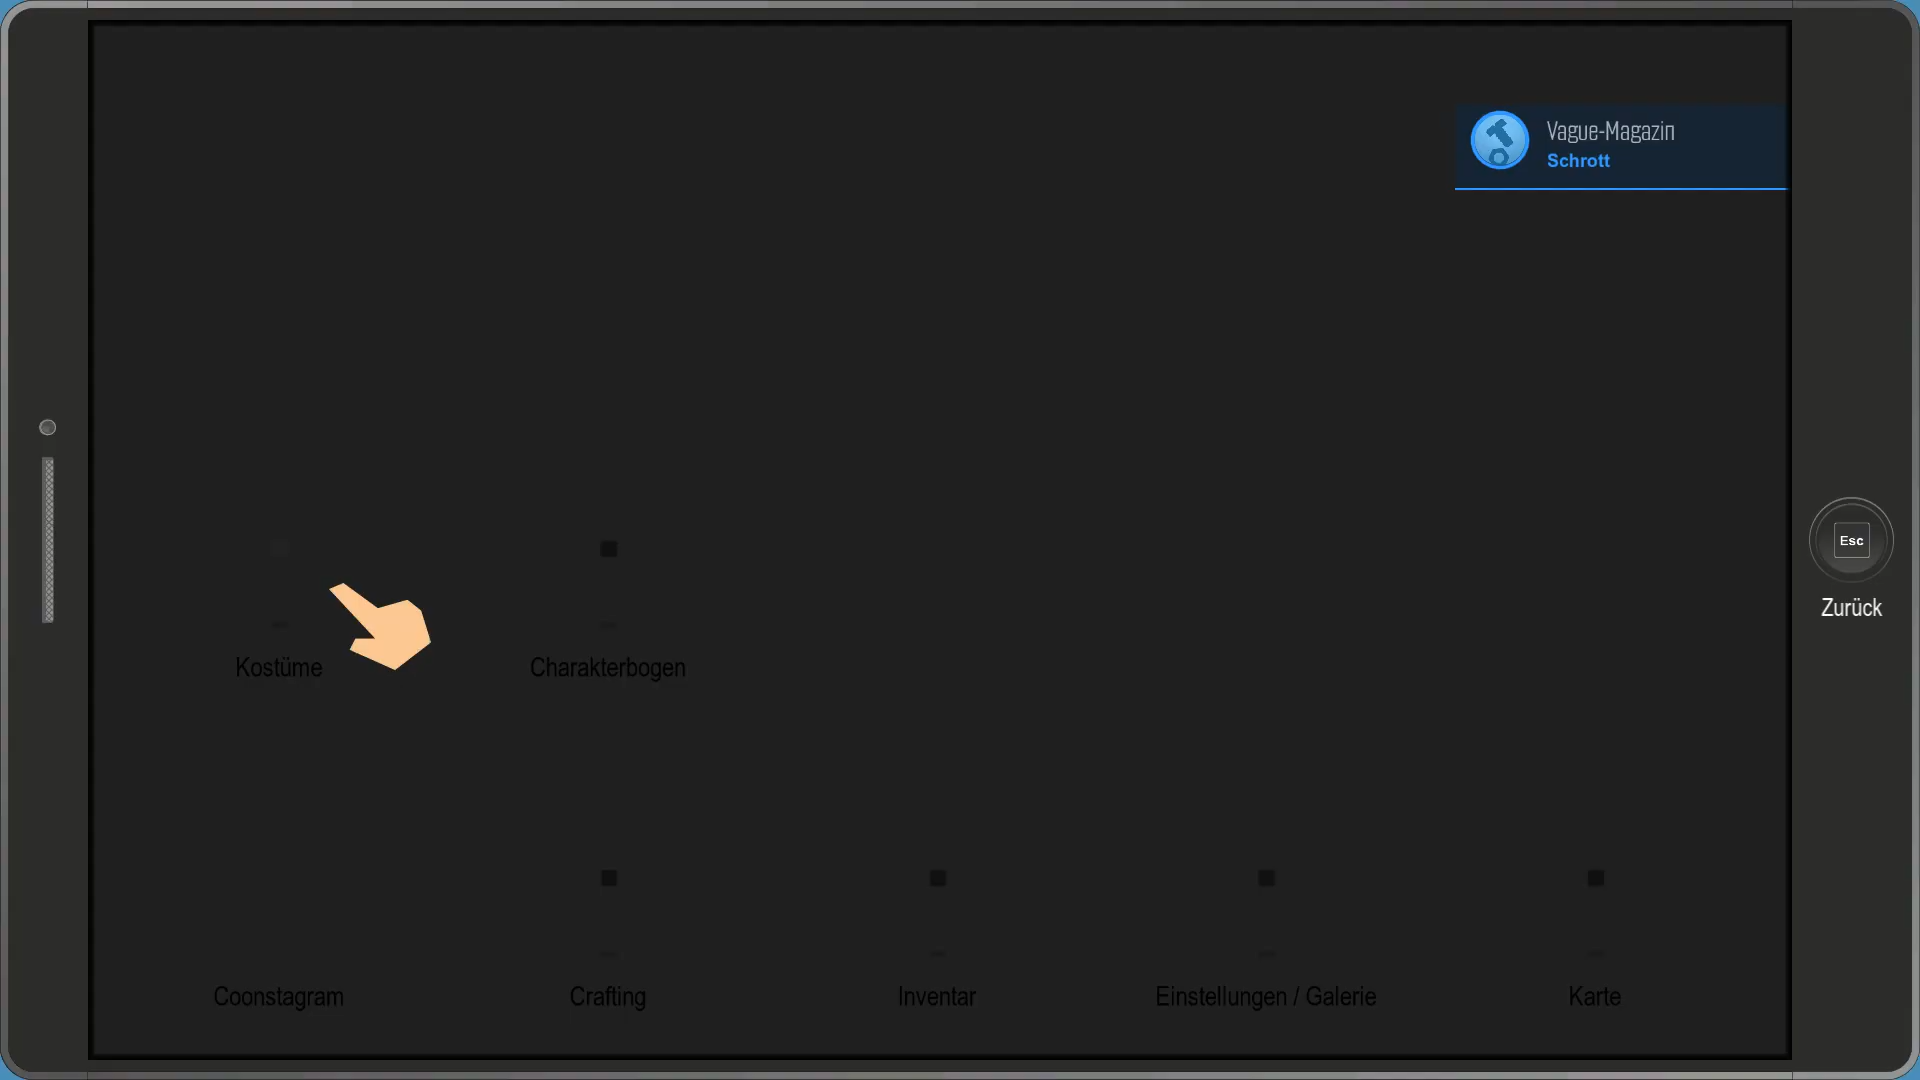 Vague-Magazin
Schrott
Esc
Zurück
Kostüme
Charakterbogen
Coonstagram
Crafting
Inventar
Einstellungen / Galerie
Karte